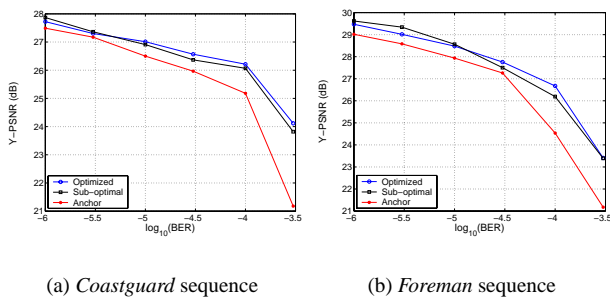 28
27
26
25
24
23
22
21
Y−PSNR (dB)
Optimized
Sub−optimal
Anchor
−6 −5.5 −5 −4.5 −4 −3.5
log10(BER)
(a) Coastguard sequence
30
29
28
27
26
25
24
23
22
21
Y−PSNR (dB)
Optimized
Sub−optimal
Anchor
−6 −5.5 −5 −4.5 −4 −3.5
log10(BER)
(b) Foreman sequence